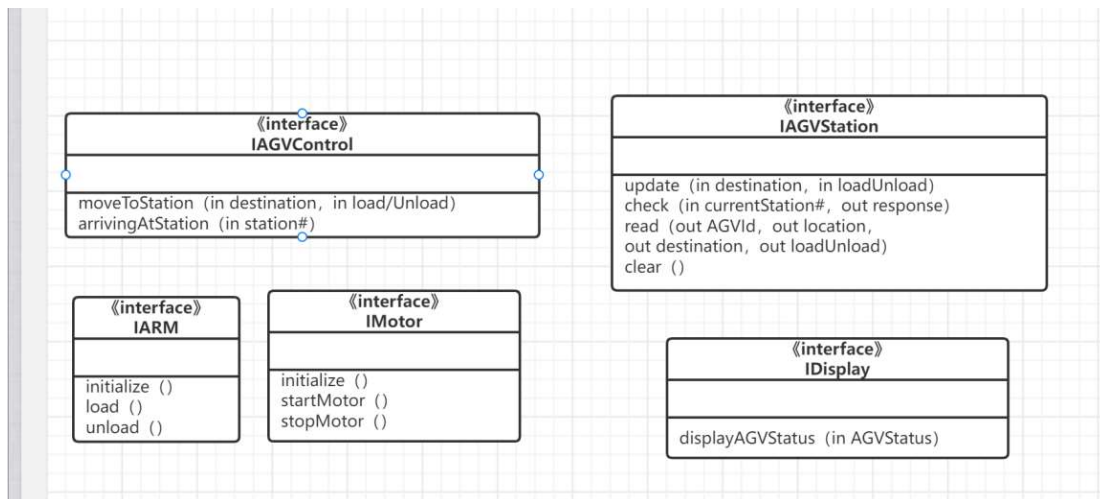 《interface》
IAGVControl
moveToStation（in destination，in load/Unload）
arrivingAtStation（in station#）
《interface》
IAGVStation
update（in destination，in loadUnload）
check（in currentStation#，out response）
read（out AGVId，out location，
out destination，out loadUnload）
clear（）
《interface》
IARM
initialize（）
load（）
unload（）
《interface》
IMotor
initialize（）
startMotor（）
stopMotor（）
《interface》
IDisplay
displayAGVStatus（in AGVStatus）